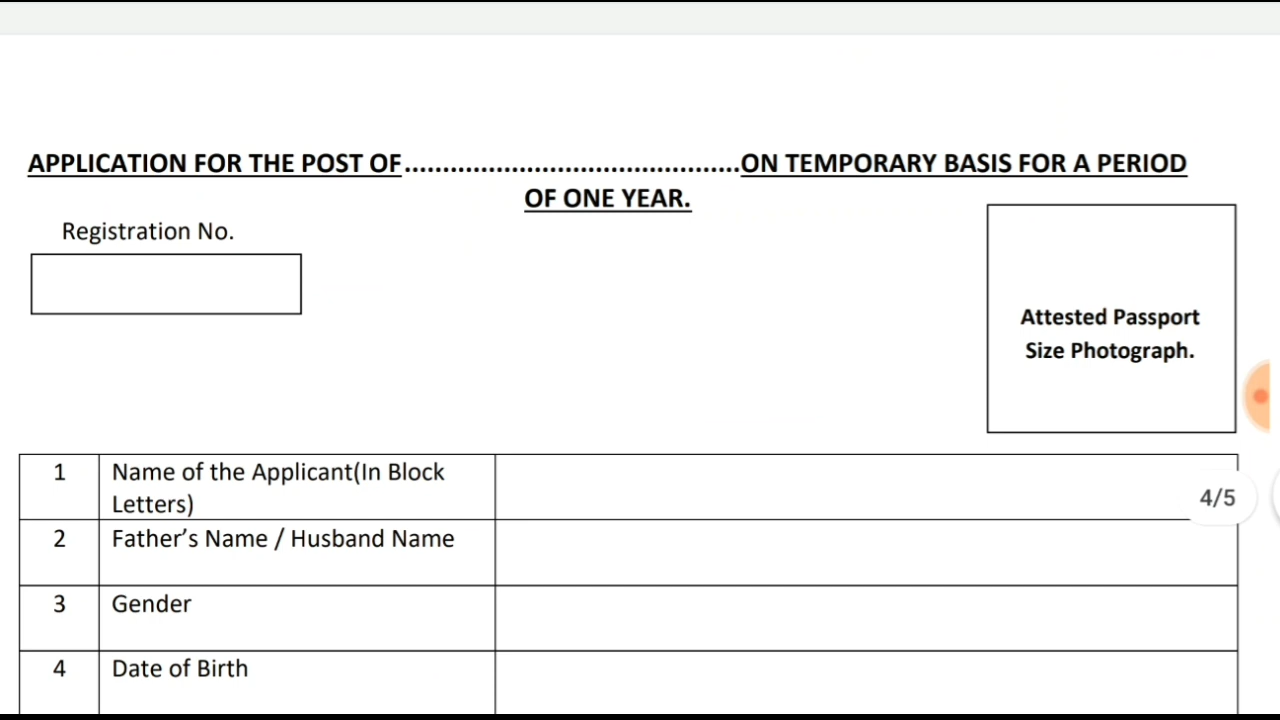 APPLICATION FOR THE POST OF............................................ON TEMPORARY BASIS FOR A PERIOD
OF ONE YEAR.
Registration No.
Attested Passport
Size Photograph.
1 Name of the Applicant(In Block
Letters)
4/5
2 Father’s Name / Husband Name
3 Gender
4 Date of Birth